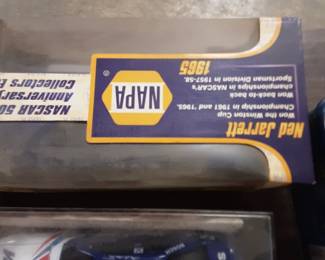 Ned Jarrett
Won the Winston Cup
Championship in 1961 and 1965.
Won back-to back
championships in NASCAR's
Sportsman Division in 1957-58.
1965
NAPA
®
NASCAR 50
Anniversary
Collectors E